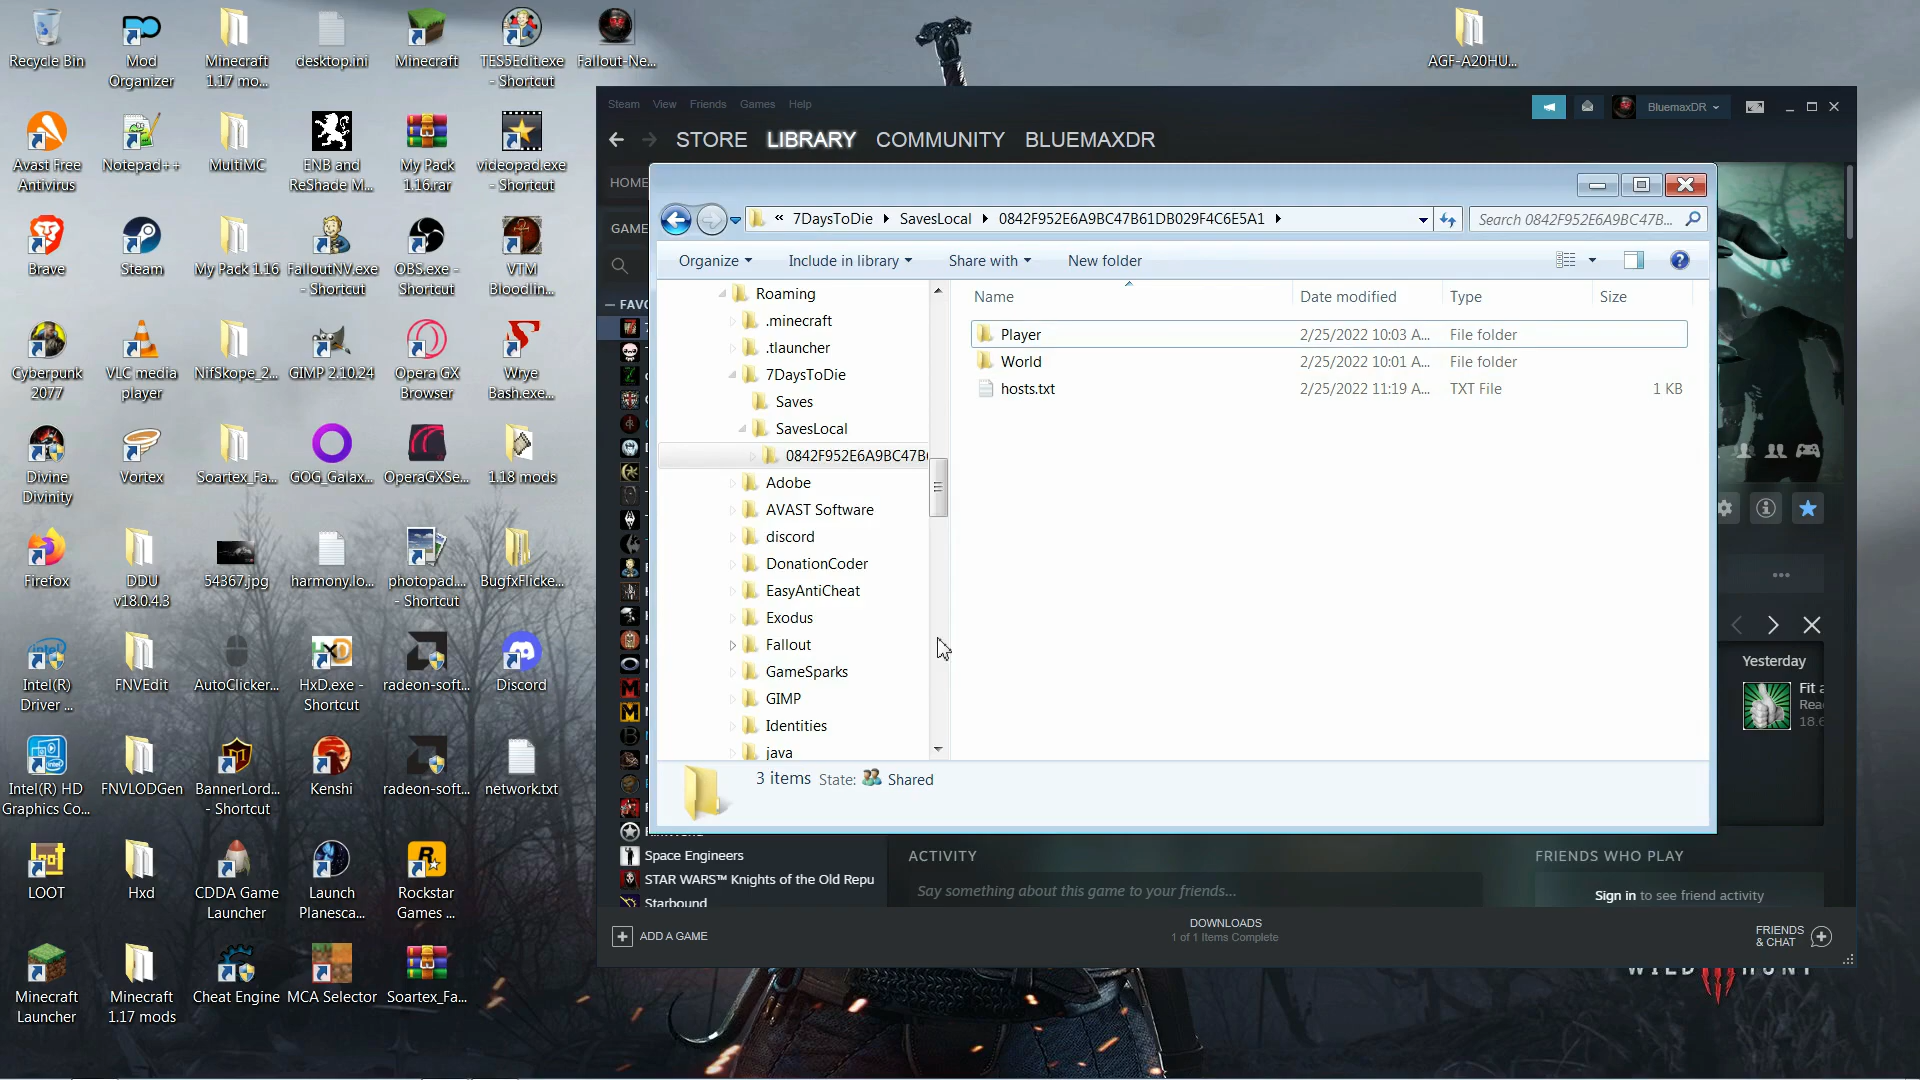 Recycle Bin
Mod
Organizer
Minecraft
1.17 mo...
desktop.ini
Minecraft
TES5Edit.exe
- Shortcut
Fallout-Ne...
AGF-A20HU...
Avast Free
Antivirus
Notepad++
MultiMC
ENB and
ReShade M...
My Pack
1.16.rar
videopad.exe
- Shortcut
Brave
Steam
My Pack 1.16
FalloutNV.exe
- Shortcut
OBS.exe -
Shortcut
VTM
Bloodlin...
Cyberpunk
2077
VLC media
player
NifSkope_2...
GIMP 2.10.24
Opera GX
Browser
Wrye
Bash.exe...
Divine
Divinity
Vortex
Soartex_Fa...
GOG_Galax...
OperaGXSe...
1.18 mods
Firefox
DDU
v18.0.4.3
54367.jpg
harmony.lo...
photopad....
- Shortcut
BugfxFlicke...
Intel(R)
Driver ...
FNVEdit
AutoClicker...
HxD.exe -
Shortcut
radeon-soft...
Discord
Intel(R) HD
Graphics Co...
FNVLODGen
BannerLord...
- Shortcut
Kenshi
radeon-soft...
network.txt
LOOT
Hxd
CDDA Game
Launcher
Launch
Planesca...
Rockstar
Games ...
Minecraft
Launcher
Minecraft
1.17 mods
Cheat Engine
MCA Selector
Soartex_Fa...
Steam View Friends Games Help
BluemaxDR
STORE LIBRARY COMMUNITY BLUEMAXDR
HOME
GAME
— FAVO
« 7DaysToDie SavesLocal 0842F952E6A9BC47B61DB029F4C6E5A1
Search 0842F952E6A9BC47B...
Organize Include in library Share with New folder
Roaming
.minecraft
.tlauncher
7DaysToDie
Saves
SavesLocal
0842F952E6A9BC47B
Adobe
AVAST Software
discord
DonationCoder
EasyAntiCheat
Exodus
Fallout
GameSparks
GIMP
Identities
java
Name Date modified Type Size
Player 2/25/2022 10:03 A... File folder
World 2/25/2022 10:01 A... File folder
hosts.txt 2/25/2022 11:19 A... TXT File 1 KB
3 items State: Shared
Yesterday
Fit a
Rea
18.6
Space Engineers
STAR WARS™ Knights of the Old Repu
Starbound
ACTIVITY
Say something about this game to your friends...
FRIENDS WHO PLAY
Sign in to see friend activity
ADD A GAME
DOWNLOADS
1 of 1 Items Complete
FRIENDS
& CHAT
WILD HUNT